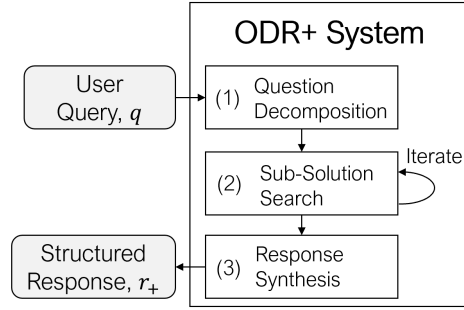 ODR+ System
User
Query, q
(1) Question
Decomposition
Iterate
(2) Sub-Solution
Search
Structured
Response, r₊
(3) Response
Synthesis